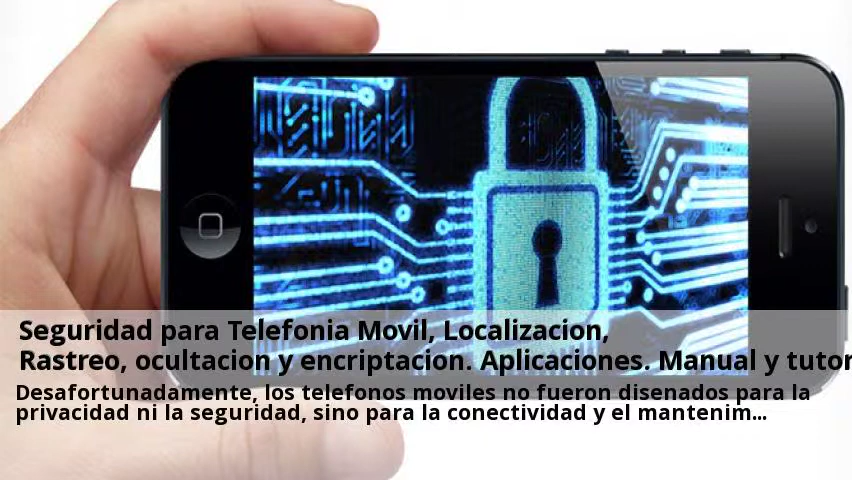 Seguridad para Telefonia Movil, Localizacion,
Rastreo, ocultacion y encriptacion. Aplicaciones. Manual y tutor
Desafortunadamente, los telefonos moviles no fueron disenados para la
privacidad ni la seguridad, sino para la conectividad y el mantenim...